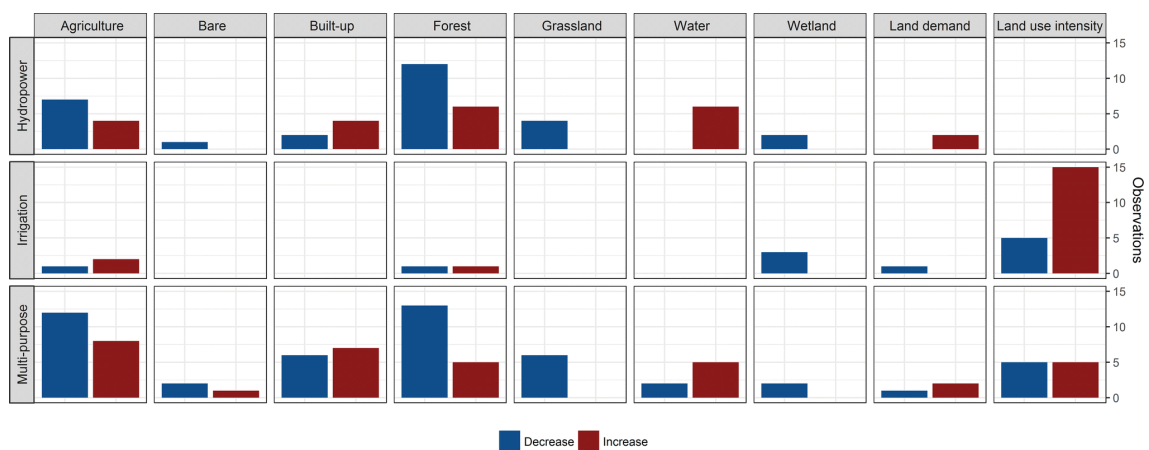 Agriculture Bare Built-up Forest Grassland Water Wetland Land demand Land use intensity
Hydropower
15
10
5
0
Irrigation
15
10
5
0
Multi-purpose
15
10
5
0
Observations
Decrease Increase